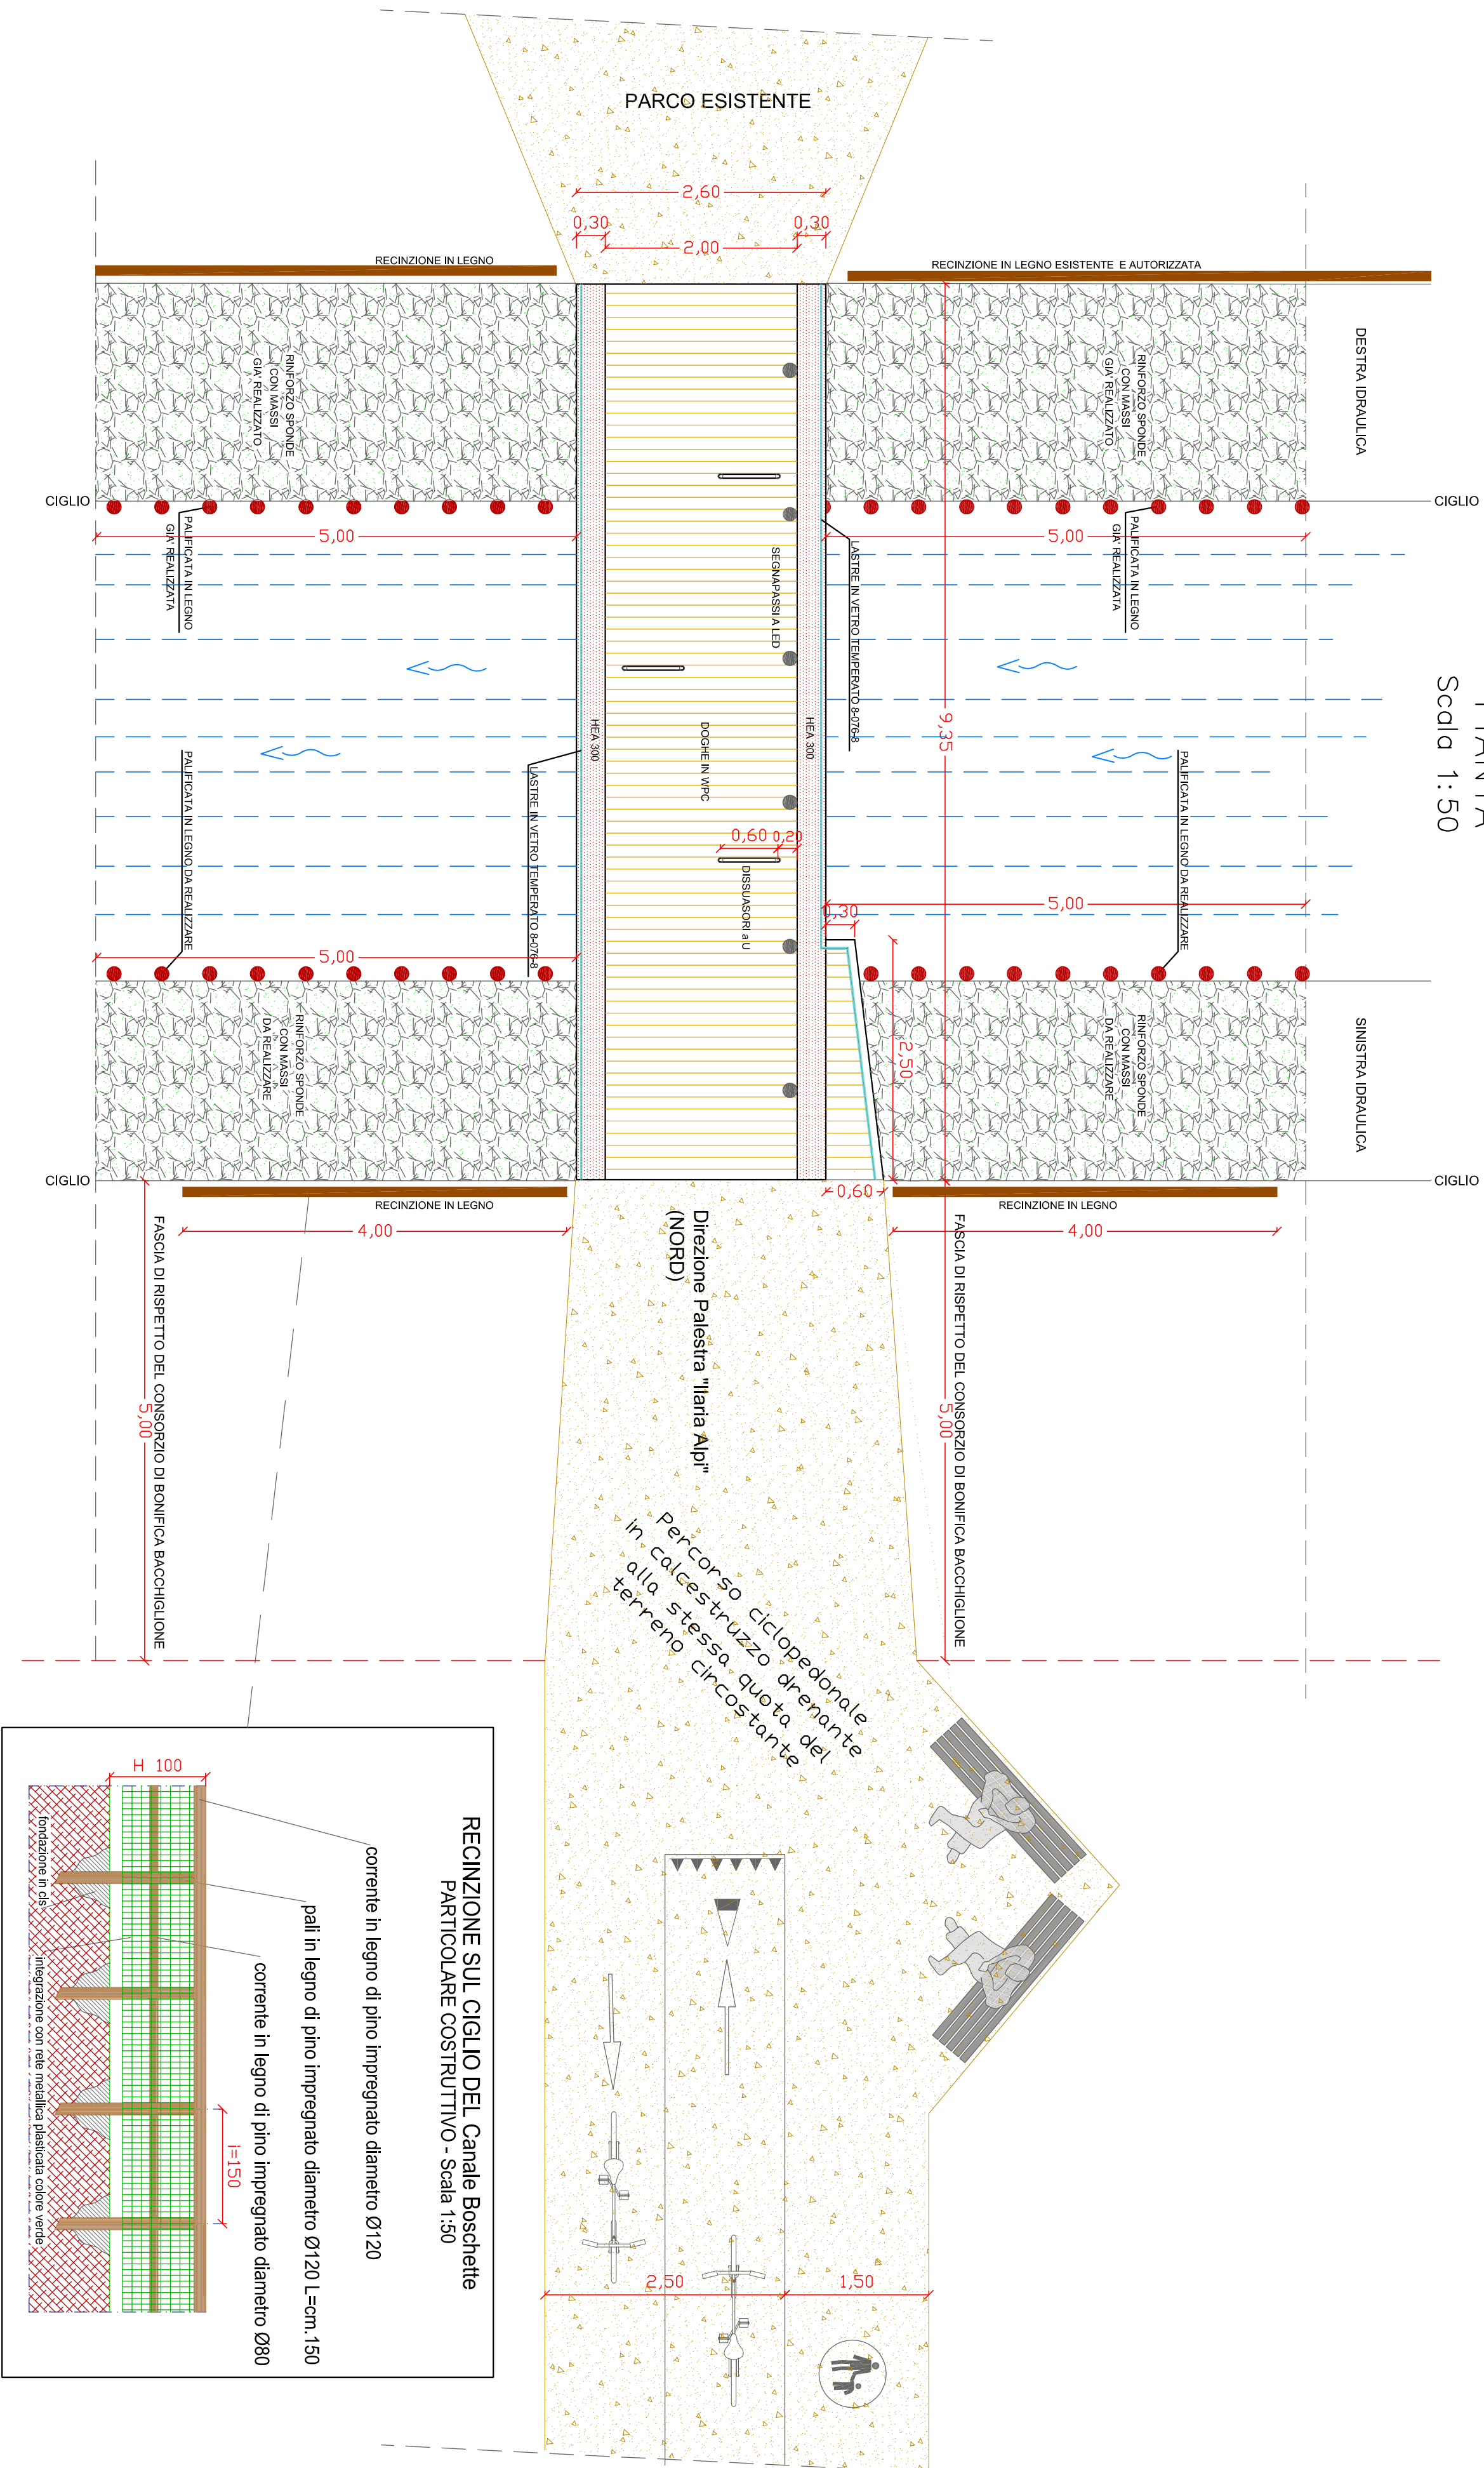 PIANTA
Scala 1:50
PARCO ESISTENTE
2,60
0,30
0,30
2,00
RECINZIONE IN LEGNO
RECINZIONE IN LEGNO ESISTENTE E AUTORIZZATA
DESTRA IDRAULICA
RINFORZO SPONDE
CON MASSI
GIA' REALIZZATO
RINFORZO SPONDE
CON MASSI
GIA' REALIZZATO
CIGLIO
CIGLIO
5,00
5,00
PALIFICATA IN LEGNO
GIA' REALIZZATA
PALIFICATA IN LEGNO
GIA' REALIZZATA
SEGNAPASSI A LED
LASTRE IN VETRO TEMPERATO 8-076-8
9,35
HEA 300
HEA 300
DOGHE IN WPC
PALIFICATA IN LEGNO DA REALIZZARE
PALIFICATA IN LEGNO DA REALIZZARE
LASTRE IN VETRO TEMPERATO 8-076-8
0,60
0,20
DISSUASORI a U
0,30
5,00
5,00
2,50
RINFORZO SPONDE
CON MASSI
DA REALIZZARE
RINFORZO SPONDE
CON MASSI
DA REALIZZARE
SINISTRA IDRAULICA
CIGLIO
CIGLIO
0,60
RECINZIONE IN LEGNO
RECINZIONE IN LEGNO
4,00
4,00
Direzione Palestra "Ilaria Alpi"
(NORD)
FASCIA DI RISPETTO DEL CONSORZIO DI BONIFICA BACCHIGLIONE
5,00
FASCIA DI RISPETTO DEL CONSORZIO DI BONIFICA BACCHIGLIONE
5,00
Percorso ciclopedonale
in calcestruzzo drenante
alla stessa quota del
terreno circostante
2,50
1,50
RECINZIONE SUL CIGLIO DEL Canale Boschette
PARTICOLARE COSTRUTTIVO - Scala 1:50
corrente in legno di pino impregnato diametro Ø120
pali in legno di pino impregnato diametro Ø120 L=cm.150
corrente in legno di pino impregnato diametro Ø80
H 100
i=150
fondazione in cls
integrazione con rete metallica plasticata colore verde